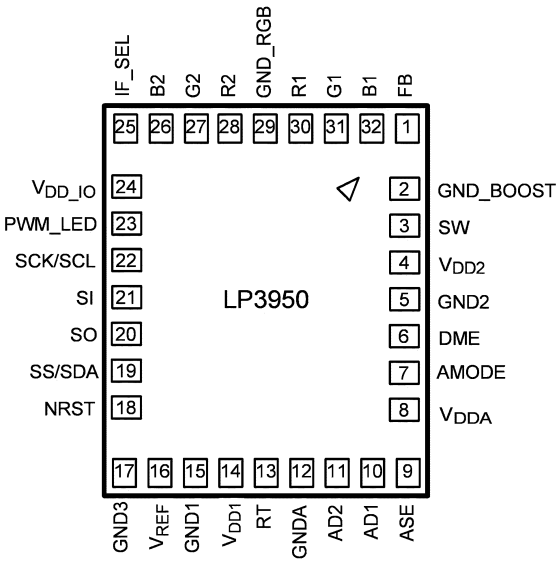 IF_SEL B2 G2 R2 GND_RGB R1 G1 B1 FB
25 26 27 28 29 30 31 32 1
VDD_IO 24 2 GND_BOOST
PWM_LED 23 3 SW
SCK/SCL 22 4 VDD2
SI 21 LP3950 5 GND2
SO 20 6 DME
SS/SDA 19 7 AMODE
NRST 18 8 VDDA
17 16 15 14 13 12 11 10 9
GND3 VREF GND1 VDD1 RT GNDA AD2 AD1 ASE